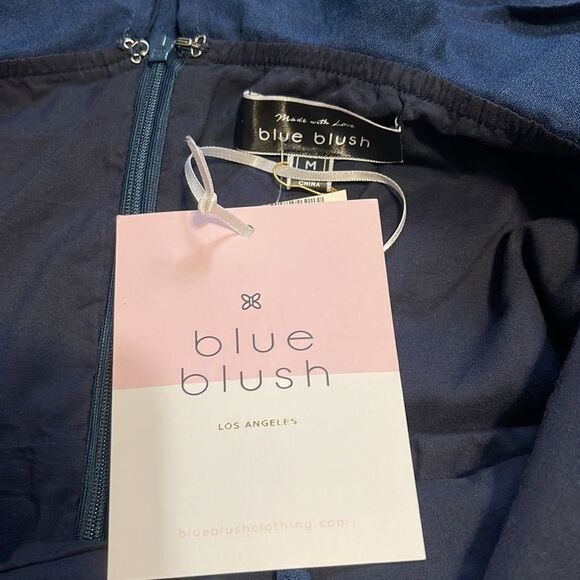 Made with Love
blue blush
M
CHINA
blue
blush
LOS ANGELES
blueblushclothing.com